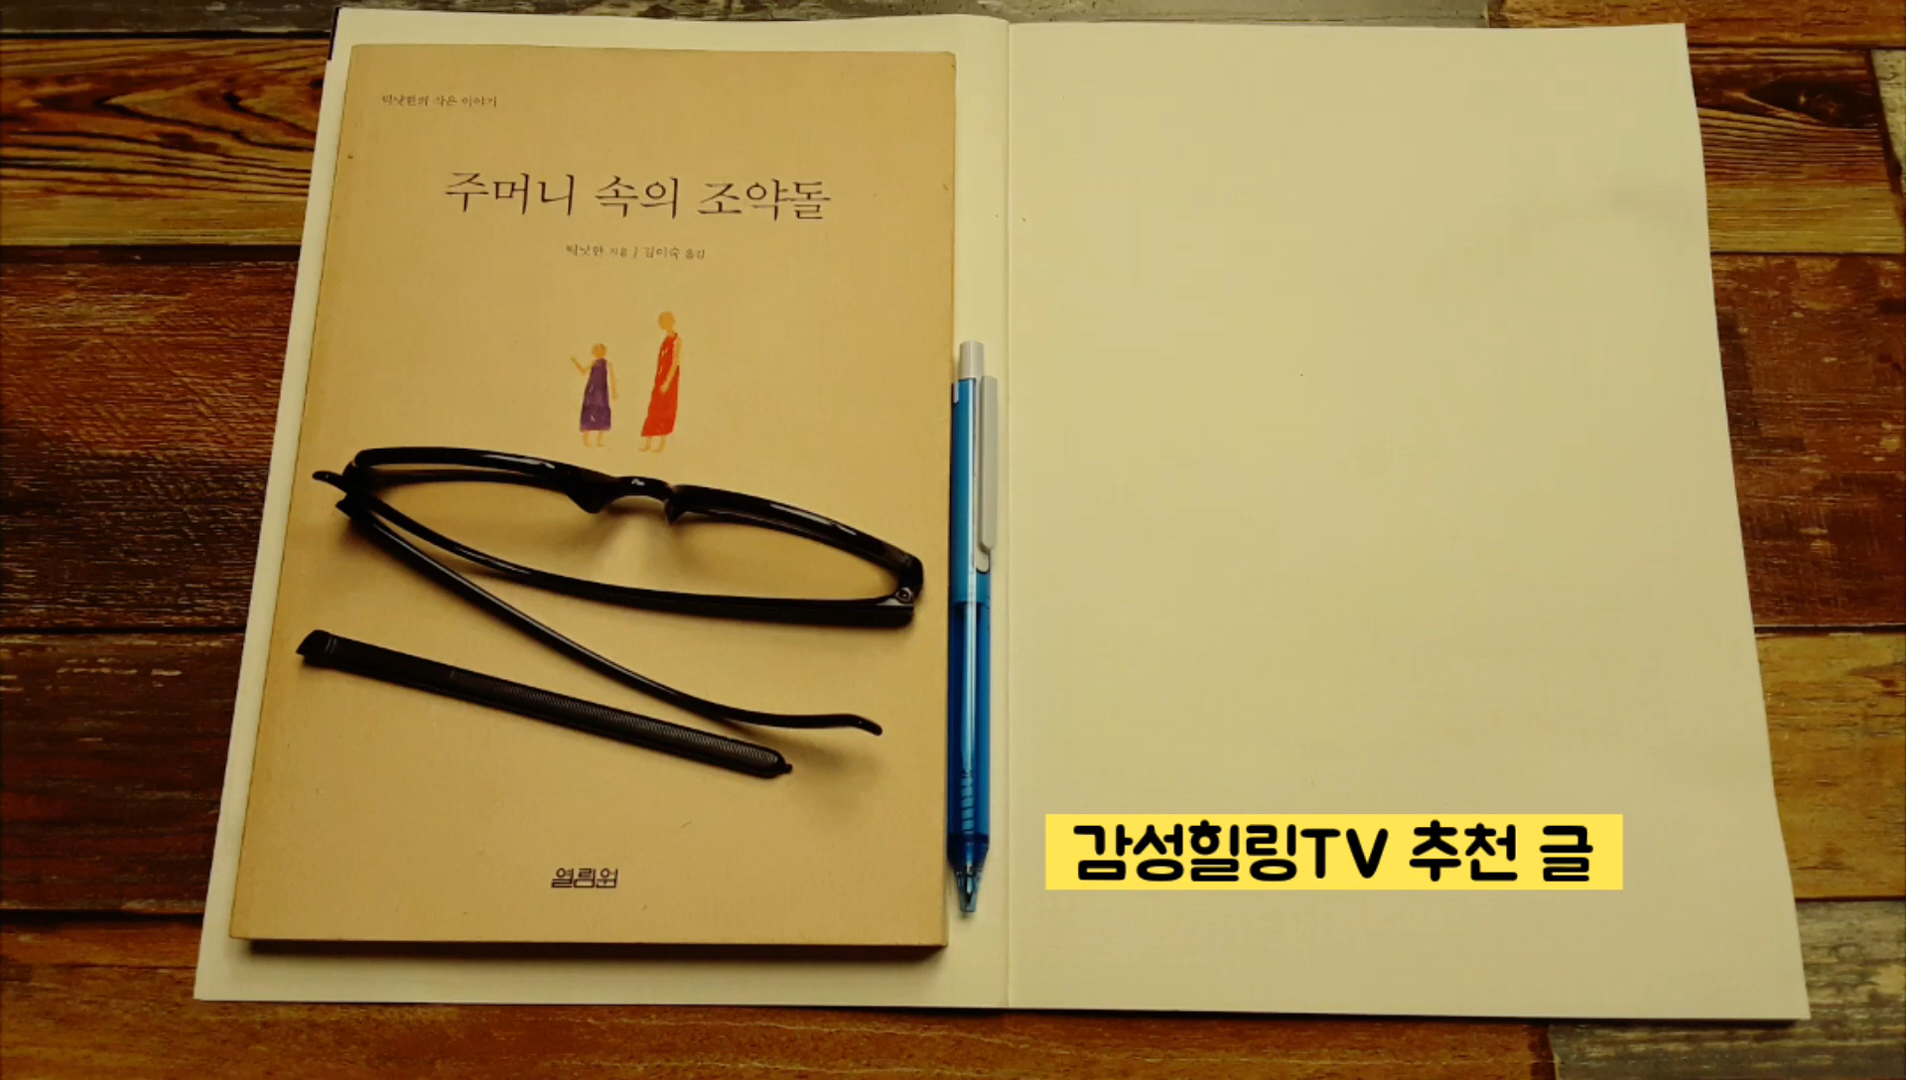 틱낫한의 작은 이야기
주머니 속의 조약돌
틱낫한 지음 | 김이숙 옮김
열림원
감성힐링TV 추천 글